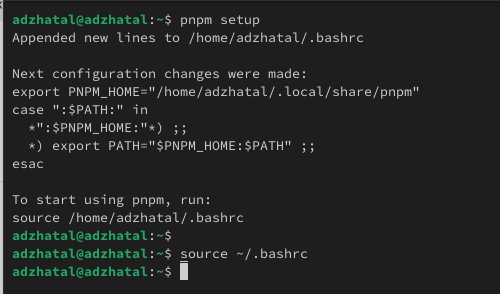 adzhatal@adzhatal:~$ pnpm setup
Appended new lines to /home/adzhatal/.bashrc

Next configuration changes were made:
export PNPM_HOME="/home/adzhatal/.local/share/pnpm"
case ":$PATH:" in
  *":$PNPM_HOME:"*) ;;
  *) export PATH="$PNPM_HOME:$PATH" ;;
esac

To start using pnpm, run:
source /home/adzhatal/.bashrc
adzhatal@adzhatal:~$
adzhatal@adzhatal:~$ source ~/.bashrc
adzhatal@adzhatal:~$